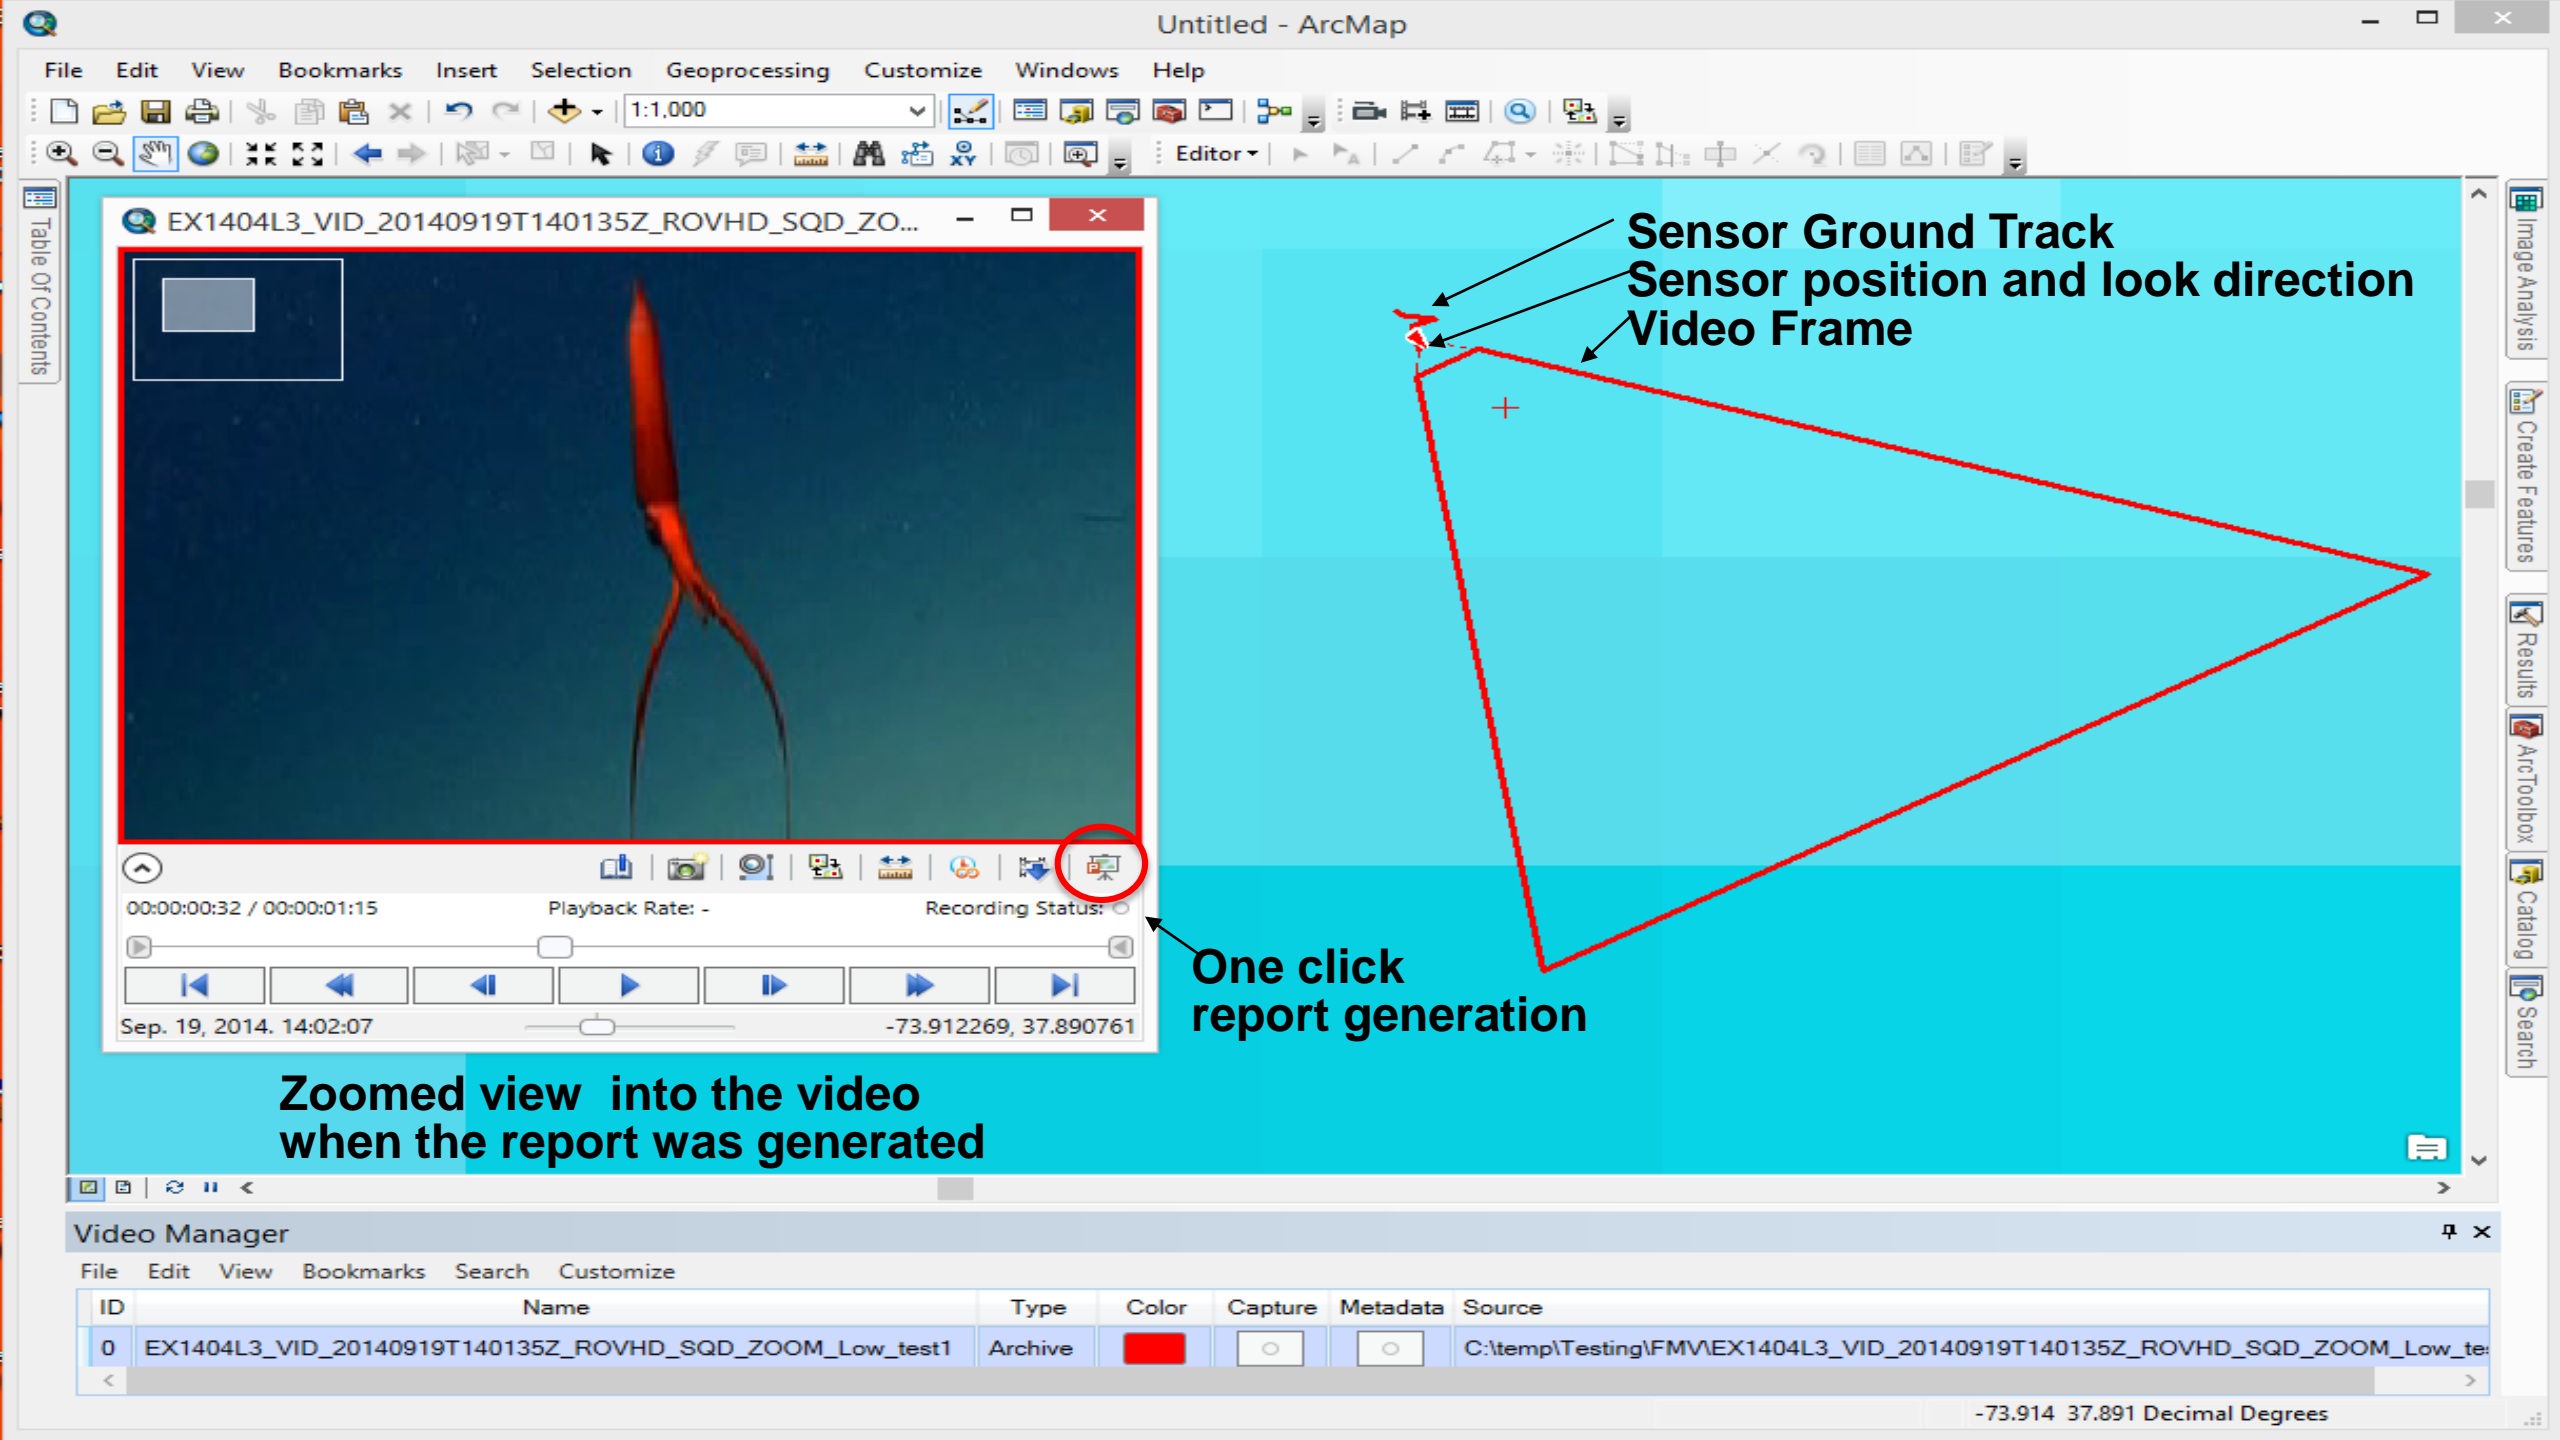 Untitled - ArcMap
File Edit View Bookmarks Insert Selection Geoprocessing Customize Windows Help
1:1,000
Editor
Table Of Contents
EX1404L3_VID_20140919T140135Z_ROVHD_SQD_ZO...
Sensor Ground Track
Sensor position and look direction
Video Frame
Image Analysis
Create Features
Results
ArcToolbox
Catalog
Search
00:00:00:32 / 00:00:01:15 Playback Rate: - Recording Status:
Sep. 19, 2014. 14:02:07 -73.912269, 37.890761
One click
report generation
Zoomed view into the video
when the report was generated
Video Manager
File Edit View Bookmarks Search Customize
ID Name Type Color Capture Metadata Source
0 EX1404L3_VID_20140919T140135Z_ROVHD_SQD_ZOOM_Low_test1 Archive C:\temp\Testing\FMV\EX1404L3_VID_20140919T140135Z_ROVHD_SQD_ZOOM_Low_te
-73.914 37.891 Decimal Degrees